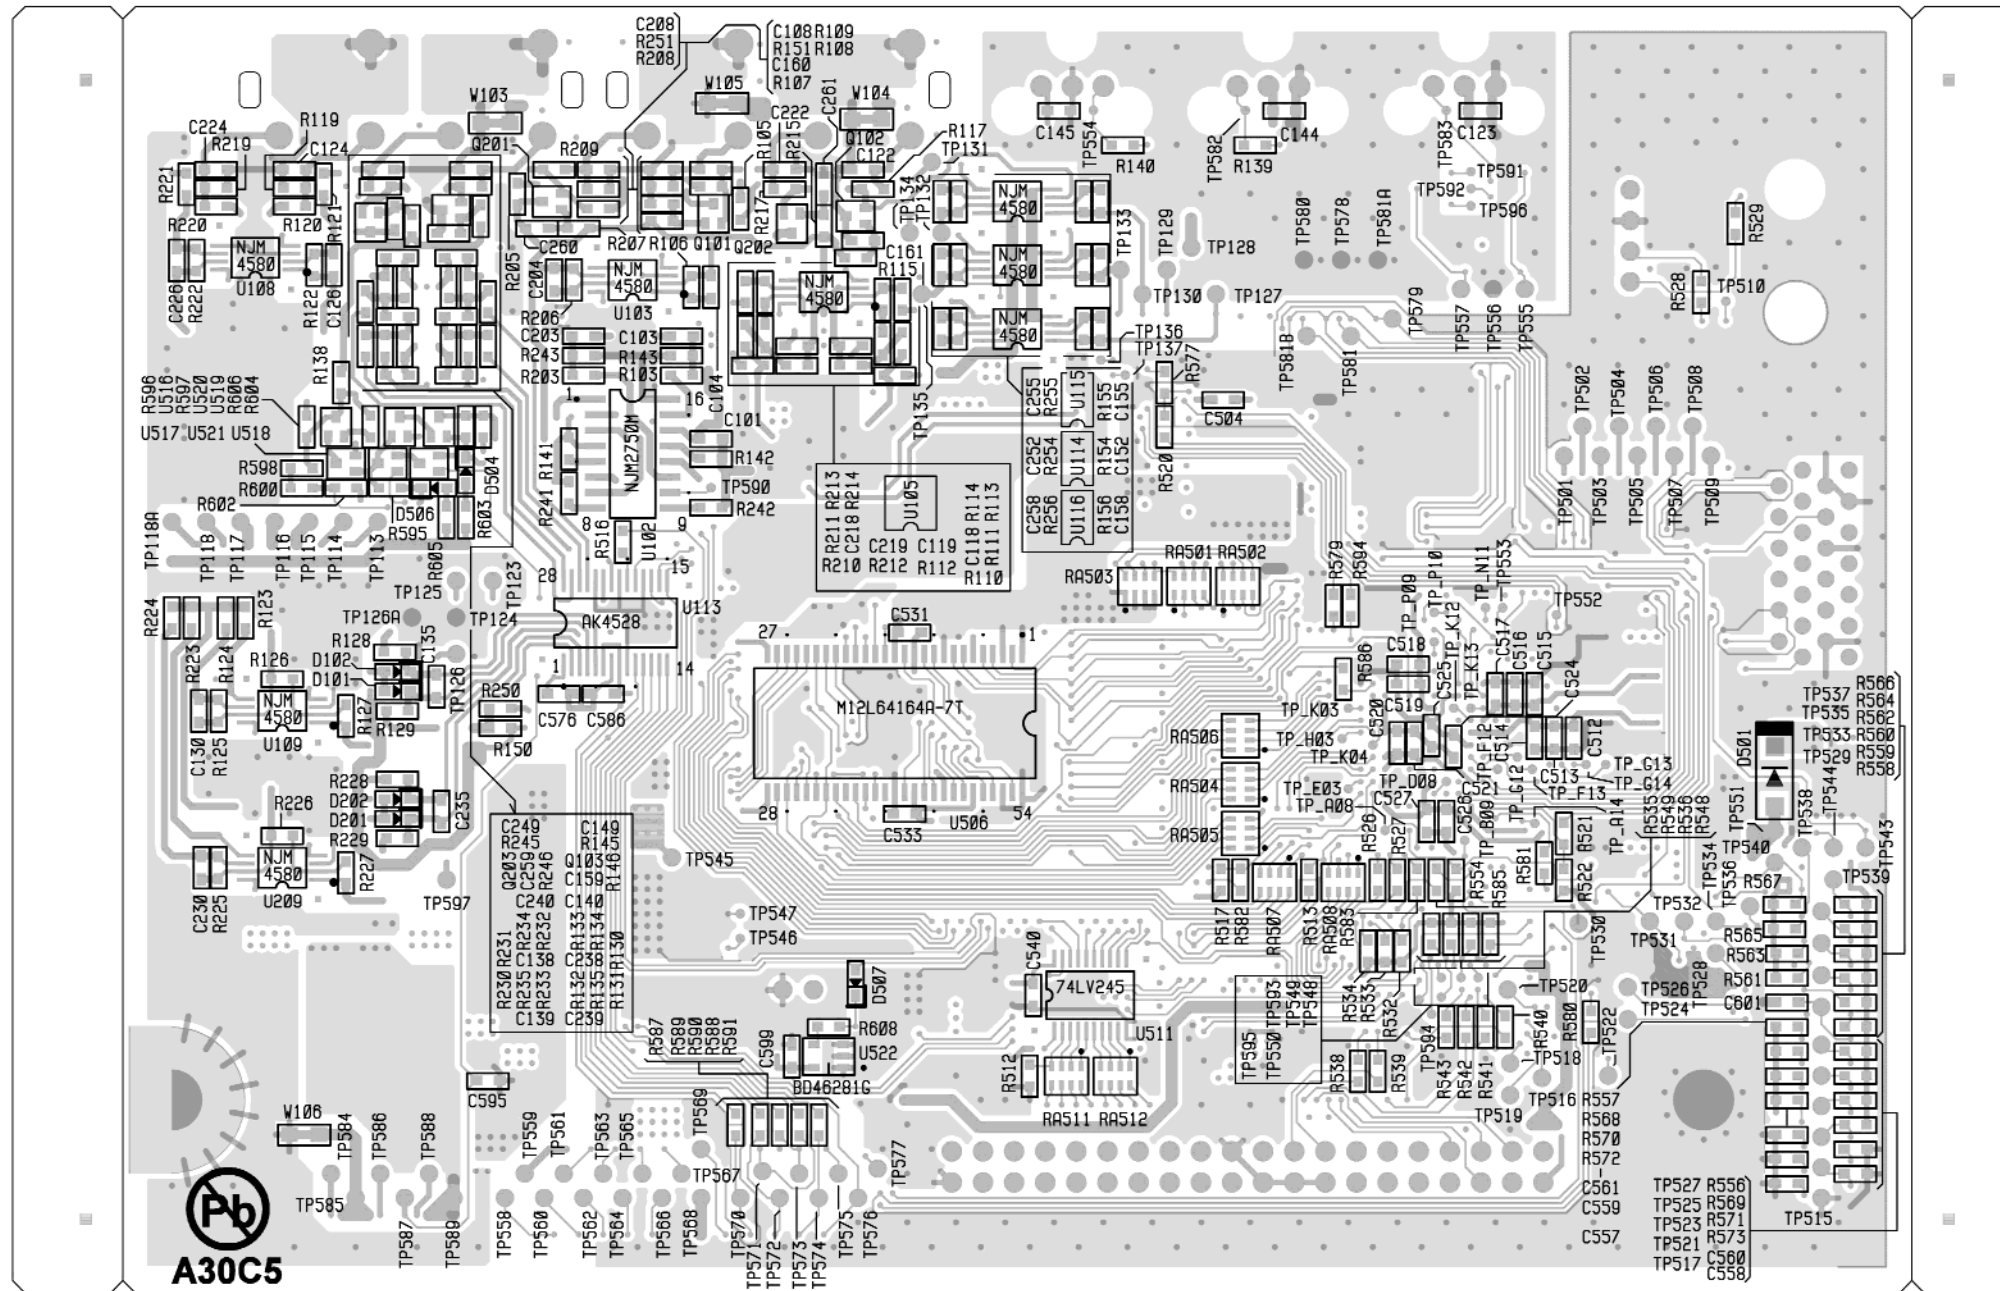 C208
R251
R208
C108 R109
R151 R108
C160
R107
W103
W105
W104
C261
C222
R105
R215
Q102
C122
R117
TP131
C224
R219
R119
C124
Q201
R209
R221
R220
R120
R121
R217
TP134
TP132
NJM
4580
C145
TP554
R140
TP582
R139
C144
TP583
C123
TP591
TP592
TP596
R529
C226
R222
NJM
4580
U108
R122
C126
R205
C260
C204
R207
R106
Q101
Q202
NJM
4580
U103
R206
C161
R115
NJM
4580
NJM
4580
TP133
TP129
TP128
TP580
TP578
TP581A
TP130
TP127
TP579
TP557
TP556
TP555
R528
TP510
R138
C203
R243
R203
C103
R143
R103
C104
NJM
4580
TP136
TP137
TP135
R577
TP581B
TP581
R596
U516
R597
U520
U519
R606
R604
U517 U521 U518
1
16
NJM2750M
C101
R142
R141
R241
TP590
R242
8
9
R516
U102
C255
R255
U115
R155
C155
C252
R254
U114
R154
C152
C258
R256
U116
R156
C158
C504
R520
TP502
TP504
TP506
TP508
TP501
TP503
TP505
TP507
TP509
R598
R600
R602
D504
D506
R595
R603
R605
R213
R214
R211
C218
R210
C219
R212
U105
C119
R112
C118
R114
R111
R113
R110
TP118A
TP118
TP117
TP116
TP115
TP114
TP113
TP125
TP123
TP126A
TP124
28
15
U113
AK4528
1
14
RA503
RA501 RA502
R579
R594
TP_P09
TP_P10
TP_N11
TP553
TP_K12
TP552
R224
R223
R124
R123
R128
D102
D101
C135
R126
NJM
4580
U109
C130
R125
R127
R129
TP126
R250
R150
C576
C586
27
C531
1
M12L64164A-7T
28
C533
U506
54
R586
C518
C519
C525
TP_K13
C517
C516
C515
C524
TP_K03
TP_H03
TP_K04
TP_E03
TP_A08
C520
TP_D08
C521
TP_F12
C514
C512
C513
TP_G12
TP_F13
TP_G13
TP_G14
RA506
RA504
RA505
R526
R527
C527
C526
TP_B09
R521
R522
R581
TP_A14
R535
R549
R536
R548
D501
TP537
TP535
TP533
TP529
R566
R564
R562
R560
R559
R558
TP551
TP544
TP538
TP540
TP543
TP539
R228
D202
D201
R229
C235
R226
NJM
4580
U209
C230
R225
R227
TP597
C249
R245
Q203
C259
R246
C240
R234
R232
R231
C138
R230
R235
R233
C139
C149
R145
Q103
C159
R146
C140
R133
R134
R130
C238
R132
R135
R131
C239
TP545
TP547
TP546
R517
R582
RA507
R513
RA508
R583
R554
R585
TP534
TP536
TP532
TP531
TP530
TP528
R567
R565
R563
R561
C601
D507
R608
U522
C599
BD46281G
R587
R589
R590
R588
R591
C540
74LV245
U511
R512
RA511 RA512
TP595
TP593
TP550
TP549
TP548
R534
R533
R532
TP520
TP526
TP524
R580
TP522
TP594
R540
R538
R539
R543
R542
R541
TP518
TP519
TP516
R557
R568
R570
R572
-
C561
C559
C557
C595
W106
TP584
TP586
TP588
TP559
TP561
TP563
TP565
TP569
TP567
TP577
TP585
TP587
TP589
TP558
TP560
TP562
TP564
TP566
TP568
TP570
TP571
TP572
TP573
TP574
TP575
TP576
TP527 R556
TP525 R569
TP523 R571
TP521 R573
TP517 C560
C558
TP515
Pb
A30C5